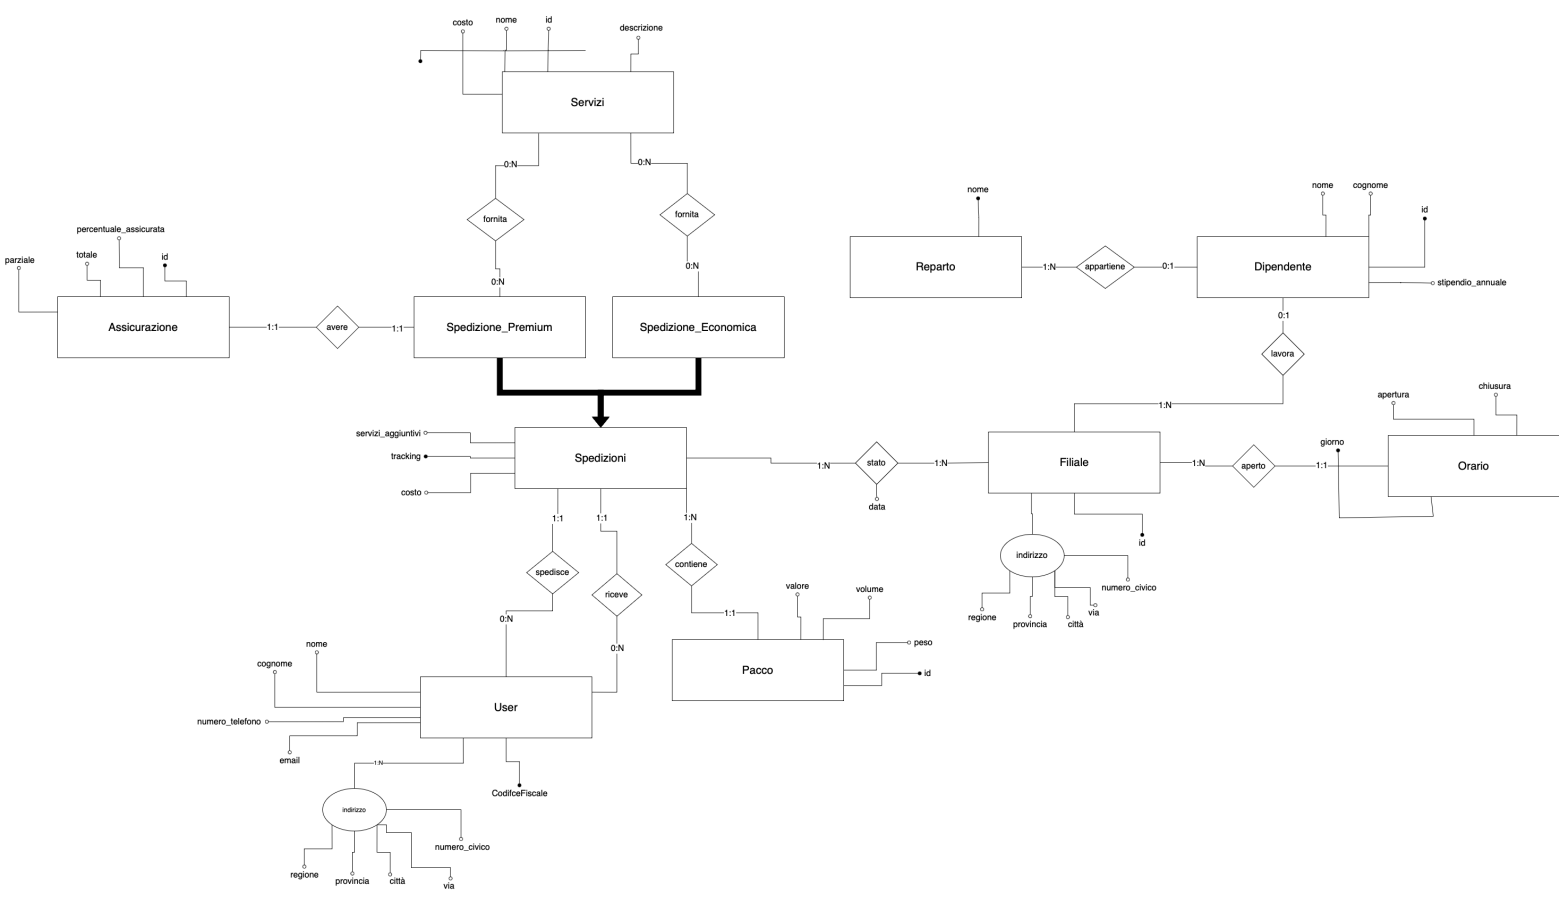 costo
nome
id
descrizione
Servizi
0:N
0:N
fornita
fornita
0:N
0:N
parziale
totale
percentuale_assicurata
id
Assicurazione
1:1
avere
1:1
Spedizione_Premium
Spedizione_Economica
nome
Reparto
1:N
appartiene
0:1
nome
cognome
id
Dipendente
stipendio_annuale
0:1
lavora
1:N
servizi_aggiuntivi
tracking
costo
Spedizioni
1:N
stato
1:N
data
Filiale
1:N
aperto
1:1
giorno
apertura
chiusura
Orario
id
indirizzo
numero_civico
regione
provincia
città
via
1:1
1:1
1:N
spedisce
riceve
contiene
0:N
0:N
1:1
valore
volume
peso
id
Pacco
nome
cognome
numero_telefono
email
User
1:N
CodifceFiscale
indirizzo
numero_civico
regione
provincia
città
via